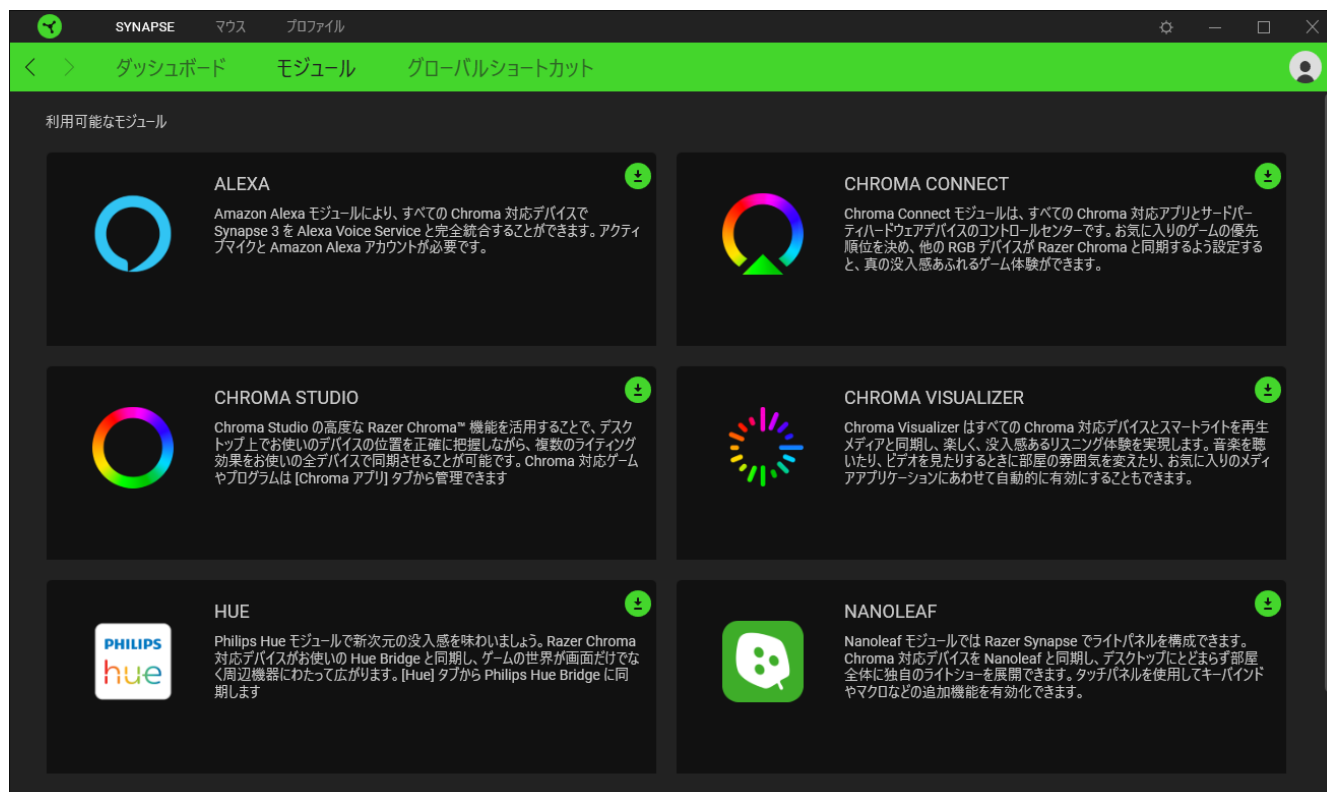 SYNAPSE マウス プロファイル
ダッシュボード モジュール グローバルショートカット
利用可能なモジュール
ALEXA
Amazon Alexa モジュールにより、すべての Chroma 対応デバイスで
Synapse 3 を Alexa Voice Service と完全統合することができます。アクティ
ブマイクと Amazon Alexa アカウントが必要です。
CHROMA CONNECT
Chroma Connect モジュールは、すべての Chroma 対応アプリとサードパー
ティハードウェアデバイスのコントロールセンターです。お気に入りのゲームの優先
順位を決め、他の RGB デバイスが Razer Chroma と同期するよう設定する
と、真の没入感あふれるゲーム体験ができます。
CHROMA STUDIO
Chroma Studio の高度な Razer Chroma™ 機能を活用することで、デスク
トップ上でお使いのデバイスの位置を正確に把握しながら、複数のライティング
効果をお使いの全デバイスで同期させることが可能です。Chroma 対応ゲーム
やプログラムは [Chroma アプリ] タブから管理できます
CHROMA VISUALIZER
Chroma Visualizer はすべての Chroma 対応デバイスとスマートライトを再生
メディアと同期し、楽しく、没入感あるリスニング体験を実現します。音楽を聴
いたり、ビデオを見たりするときに部屋の雰囲気を変えたり、お気に入りのメディ
アアプリケーションにあわせて自動的に有効にすることもできます。
PHILIPS
hue
HUE
Philips Hue モジュールで新次元の没入感を味わいましょう。Razer Chroma
対応デバイスがお使いの Hue Bridge と同期し、ゲームの世界が画面だけでな
く周辺機器にわたって広がります。[Hue] タブから Philips Hue Bridge に同
期します
NANOLEAF
Nanoleaf モジュールでは Razer Synapse でライトパネルを構成できます。
Chroma 対応デバイスを Nanoleaf と同期し、デスクトップにとどまらず部屋
全体に独自のライトショーを展開できます。タッチパネルを使用してキーバインド
やマクロなどの追加機能を有効化できます。